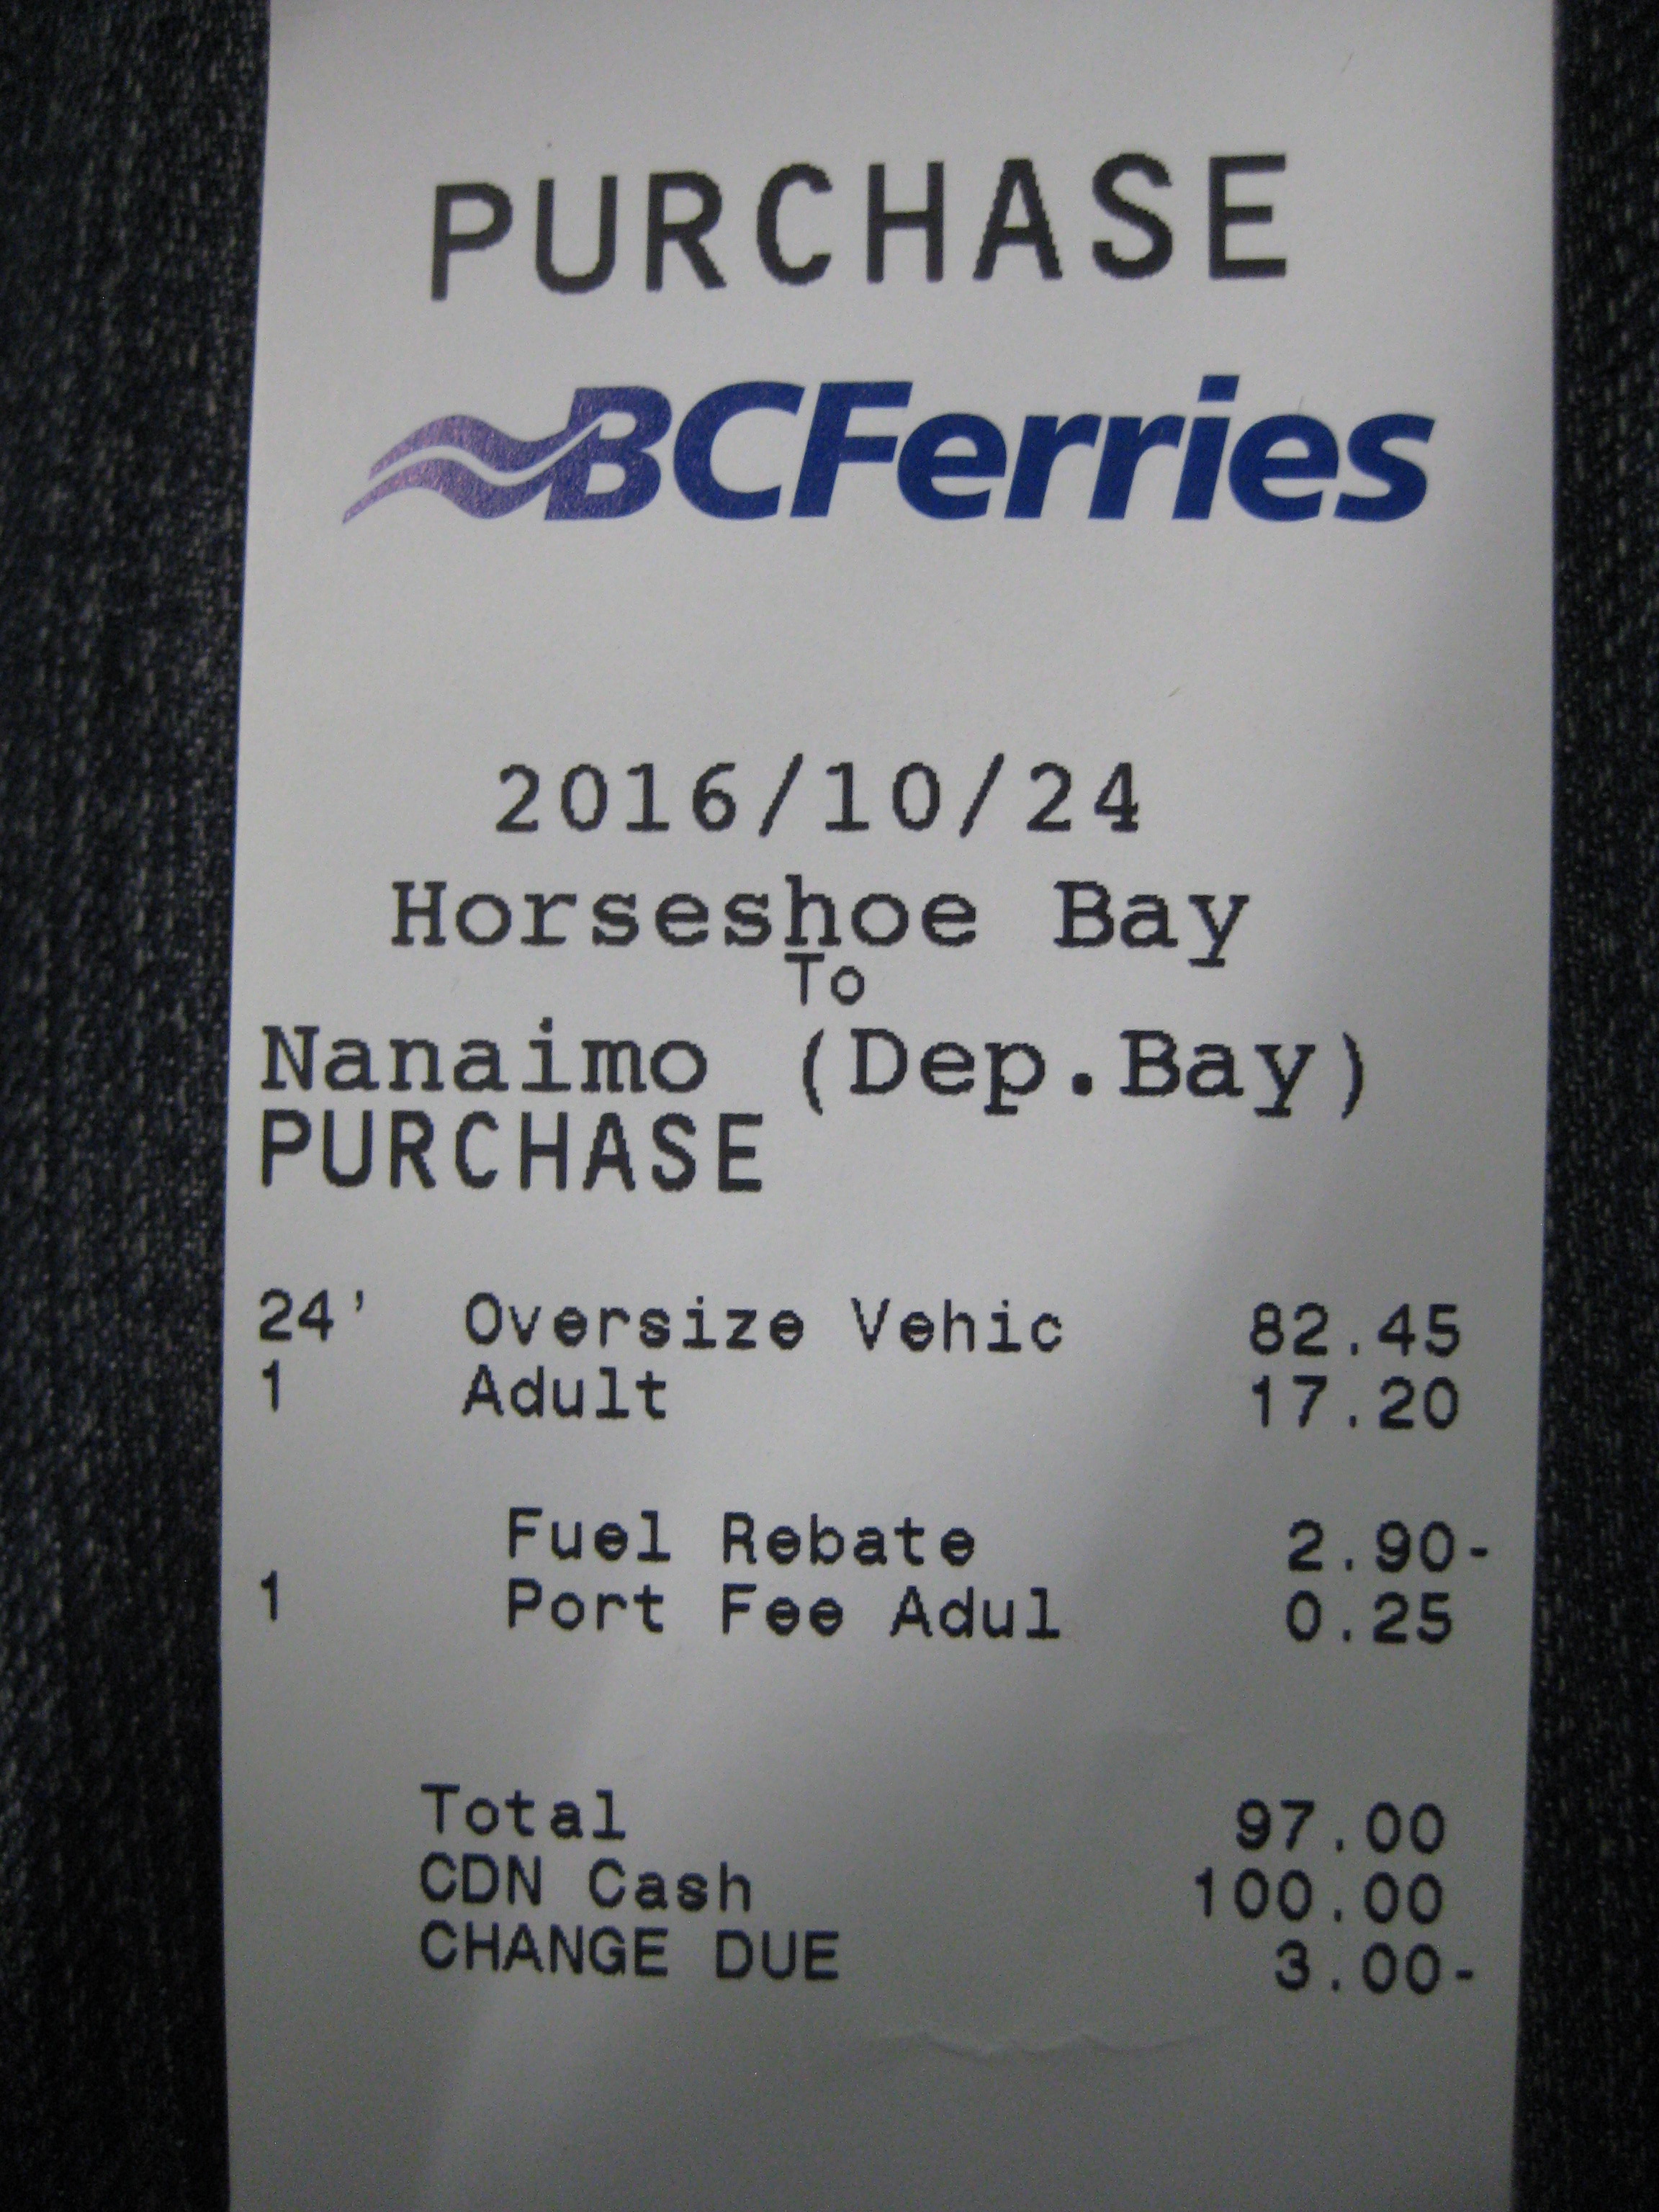 PURCHASE
BCFerries
2016/10/24
Horseshoe Bay
To
Nanaimo (Dep.Bay)
PURCHASE
24' Oversize Vehic 82.45
1 Adult 17.20
Fuel Rebate 2.90-
1 Port Fee Adul 0.25
Total 97.00
CDN Cash 100.00
CHANGE DUE 3.00-